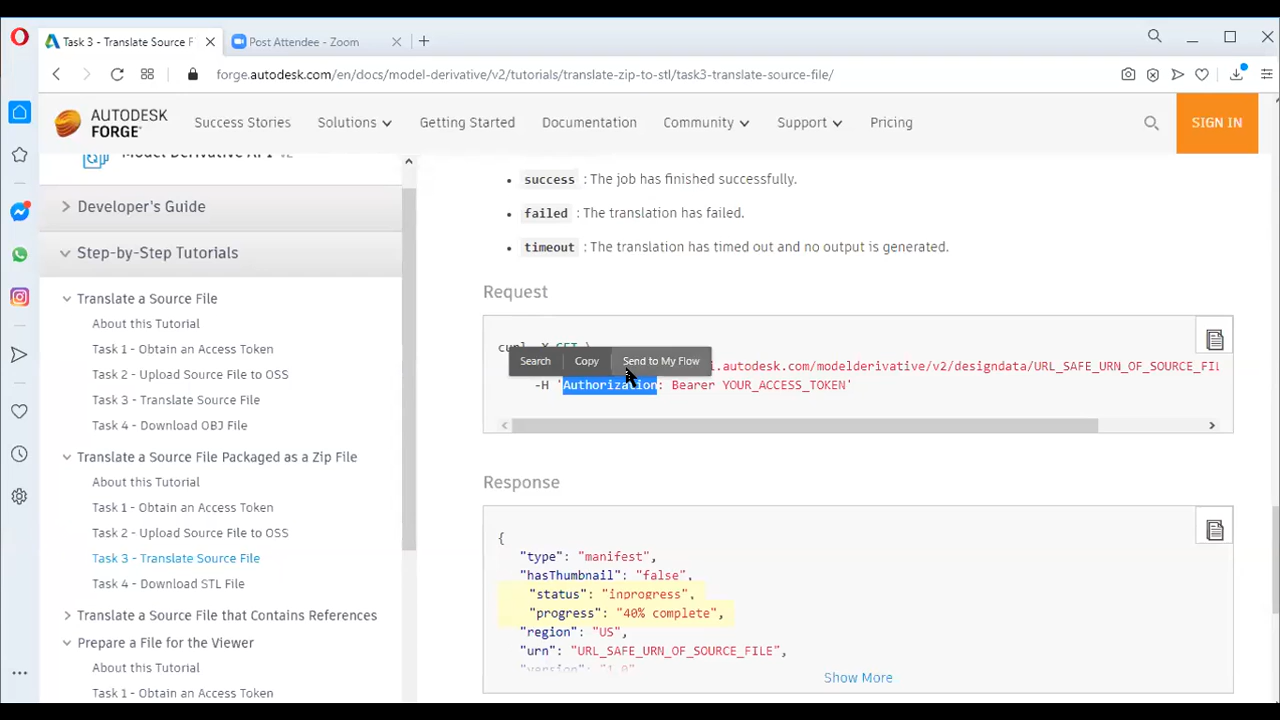 Task 3 - Translate Source F
Post Attendee - Zoom
forge.autodesk.com/en/docs/model-derivative/v2/tutorials/translate-zip-to-stl/task3-translate-source-file/
AUTODESK
FORGE
Success Stories
Solutions
Getting Started
Documentation
Community
Support
Pricing
SIGN IN
Model Derivative API
Developer's Guide
Step-by-Step Tutorials
Translate a Source File
About this Tutorial
Task 1 - Obtain an Access Token
Task 2 - Upload Source File to OSS
Task 3 - Translate Source File
Task 4 - Download OBJ File
Translate a Source File Packaged as a Zip File
About this Tutorial
Task 1 - Obtain an Access Token
Task 2 - Upload Source File to OSS
Task 3 - Translate Source File
Task 4 - Download STL File
Translate a Source File that Contains References
Prepare a File for the Viewer
About this Tutorial
Task 1 - Obtain an Access Token
success : The job has finished successfully.
failed : The translation has failed.
timeout : The translation has timed out and no output is generated.
Request
curl -X GET \
Search Copy Send to My Flow
i.autodesk.com/modelderivative/v2/designdata/URL_SAFE_URN_OF_SOURCE_FIL
-H 'Authorization: Bearer YOUR_ACCESS_TOKEN'
Response
{
"type": "manifest",
"hasThumbnail": "false",
"status": "inprogress",
"progress": "40% complete",
"region": "US",
"urn": "URL_SAFE_URN_OF_SOURCE_FILE",
"version": "1.0"
Show More